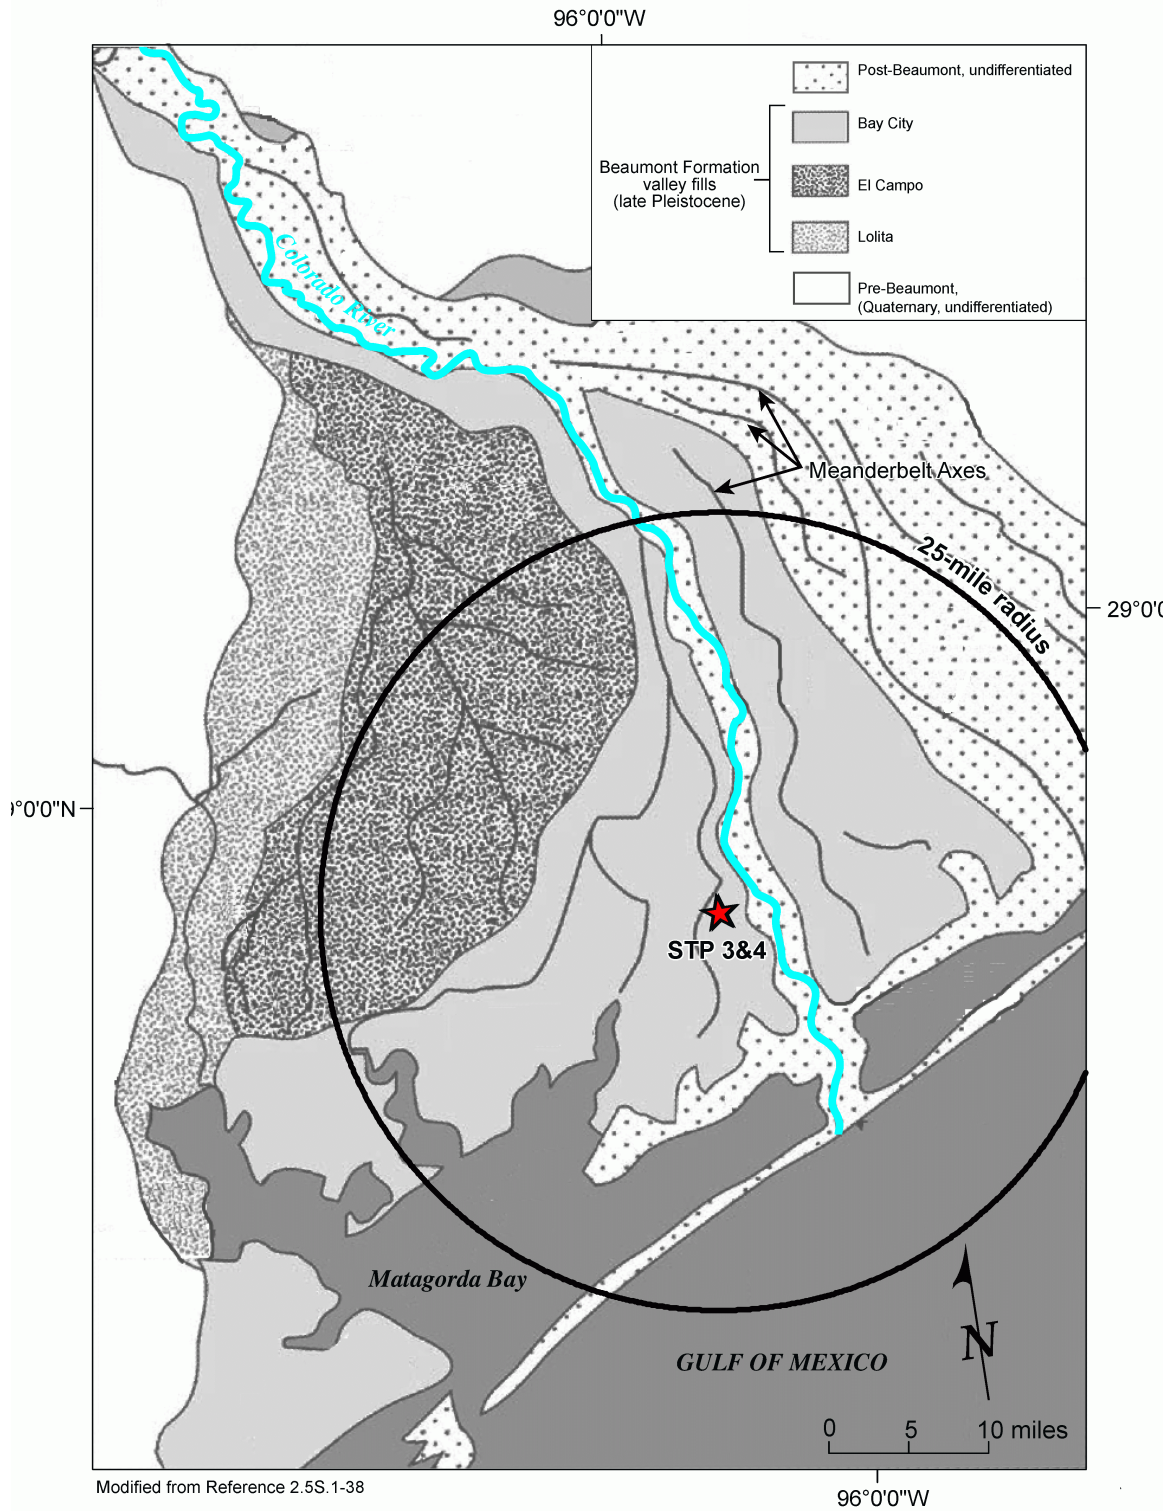 96°0'0"W
Post-Beaumont, undifferentiated
Bay City
Beaumont Formation
valley fills
(late Pleistocene)
El Campo
Lolita
Pre-Beaumont,
(Quaternary, undifferentiated)
Colorado River
Meanderbelt Axes
25-mile radius
29°0'0
9°0'0"N
STP 3&4
Matagorda Bay
GULF OF MEXICO
N
0 5 10 miles
Modified from Reference 2.5S.1-38
96°0'0"W